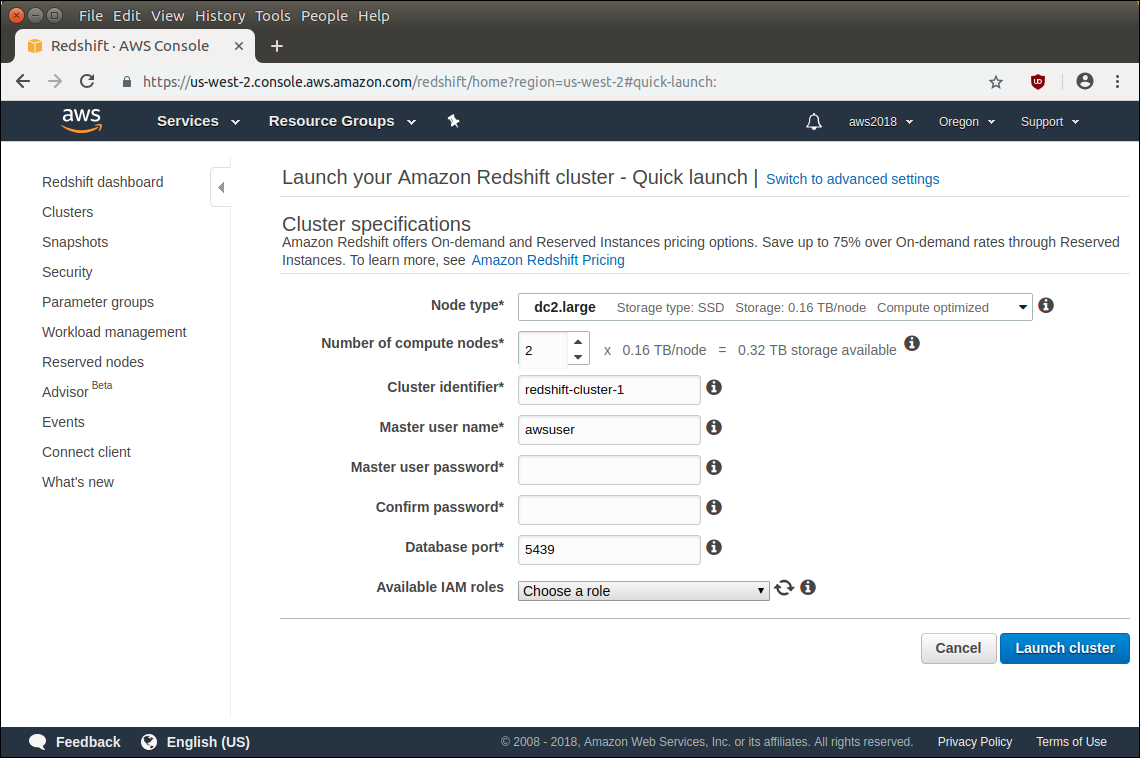 File Edit View History Tools People Help
Redshift · AWS Console
https://us-west-2.console.aws.amazon.com/redshift/home?region=us-west-2#quick-launch:
aws Services Resource Groups aws2018 Oregon Support
Redshift dashboard
Clusters
Snapshots
Security
Parameter groups
Workload management
Reserved nodes
Advisor Beta
Events
Connect client
What's new
Launch your Amazon Redshift cluster - Quick launch | Switch to advanced settings
Cluster specifications
Amazon Redshift offers On-demand and Reserved Instances pricing options. Save up to 75% over On-demand rates through Reserved
Instances. To learn more, see Amazon Redshift Pricing
Node type* dc2.large Storage type: SSD Storage: 0.16 TB/node Compute optimized
Number of compute nodes* 2 x 0.16 TB/node = 0.32 TB storage available
Cluster identifier* redshift-cluster-1
Master user name* awsuser
Master user password*
Confirm password*
Database port* 5439
Available IAM roles Choose a role
Cancel Launch cluster
Feedback English (US) © 2008 - 2018, Amazon Web Services, Inc. or its affiliates. All rights reserved. Privacy Policy Terms of Use